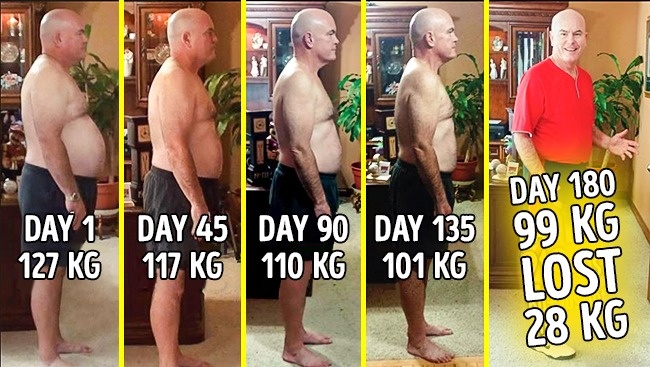 DAY 1
127 KG
DAY 45
117 KG
DAY 90
110 KG
DAY 135
101 KG
DAY 180
99 KG
LOST
28 KG